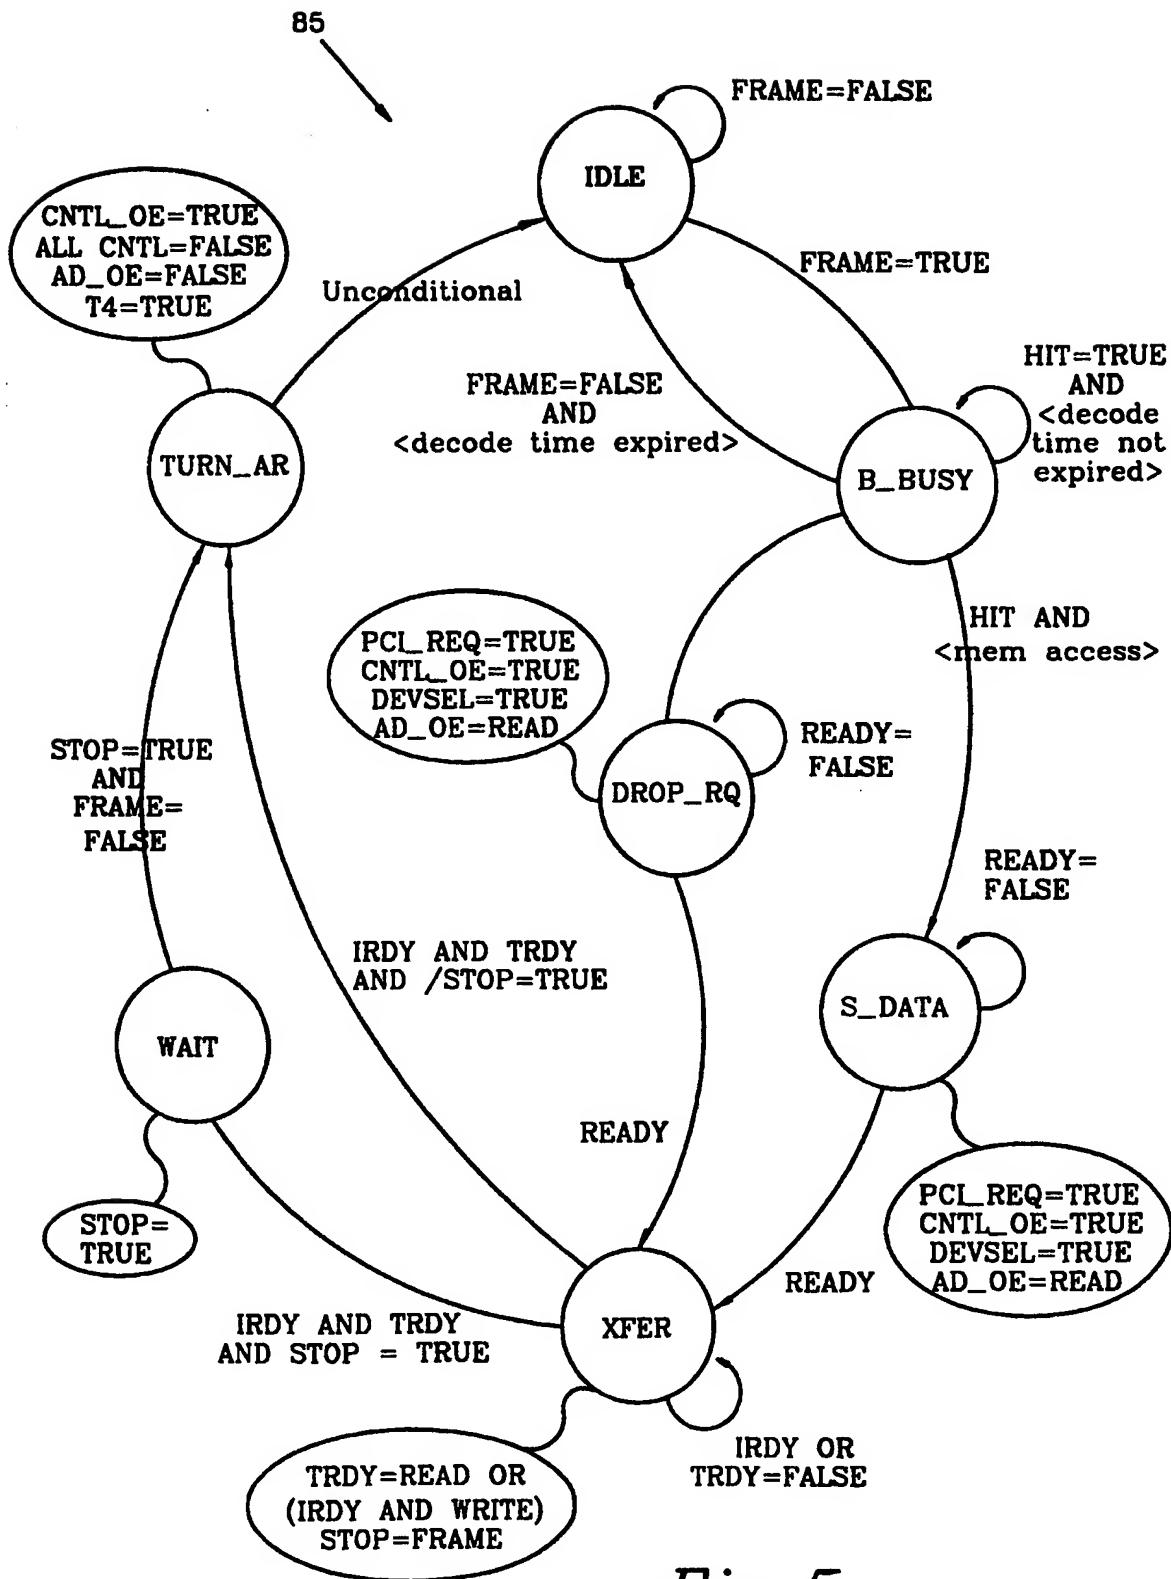 85
FRAME=FALSE
IDLE
CNTL_OE=TRUE
ALL CNTL=FALSE
AD_OE=FALSE
T4=TRUE
Unconditional
FRAME=TRUE
HIT=TRUE
AND
<decode
time not
expired>
FRAME=FALSE
AND
<decode time expired>
TURN_AR
B_BUSY
HIT AND
<mem access>
PCI_REQ=TRUE
CNTL_OE=TRUE
DEVSEL=TRUE
AD_OE=READ
READY=
FALSE
DROP_RQ
STOP=TRUE
AND
FRAME=
FALSE
READY=
FALSE
IRDY AND TRDY
AND /STOP=TRUE
S_DATA
WAIT
READY
PCI_REQ=TRUE
CNTL_OE=TRUE
DEVSEL=TRUE
AD_OE=READ
STOP=
TRUE
READY
IRDY AND TRDY
AND STOP = TRUE
XFER
IRDY OR
TRDY=FALSE
TRDY=READ OR
(IRDY AND WRITE)
STOP=FRAME
Fig. 5